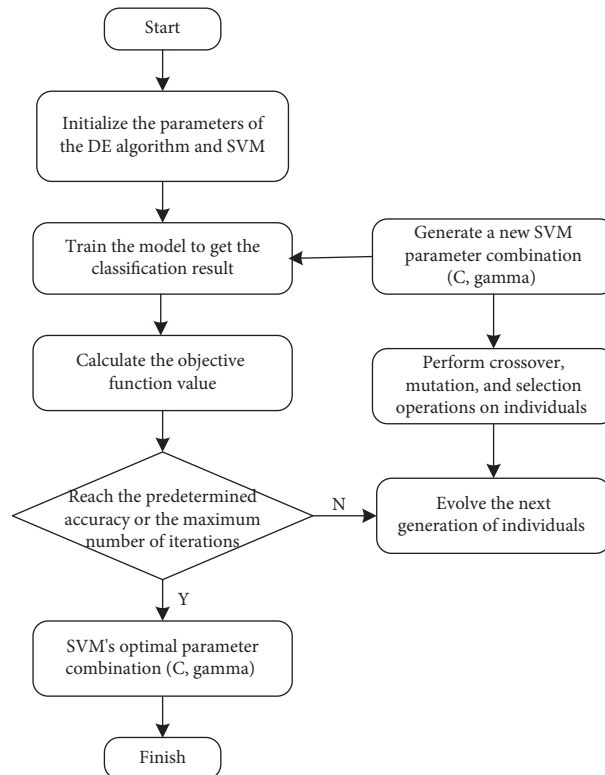 Start
Initialize the parameters of
the DE algorithm and SVM
Train the model to get the
classification result
Generate a new SVM
parameter combination
(C, gamma)
Calculate the objective
function value
Perform crossover,
mutation, and selection
operations on individuals
Reach the predetermined
accuracy or the maximum
number of iterations
N
Evolve the next
generation of individuals
Y
SVM's optimal parameter
combination (C, gamma)
Finish